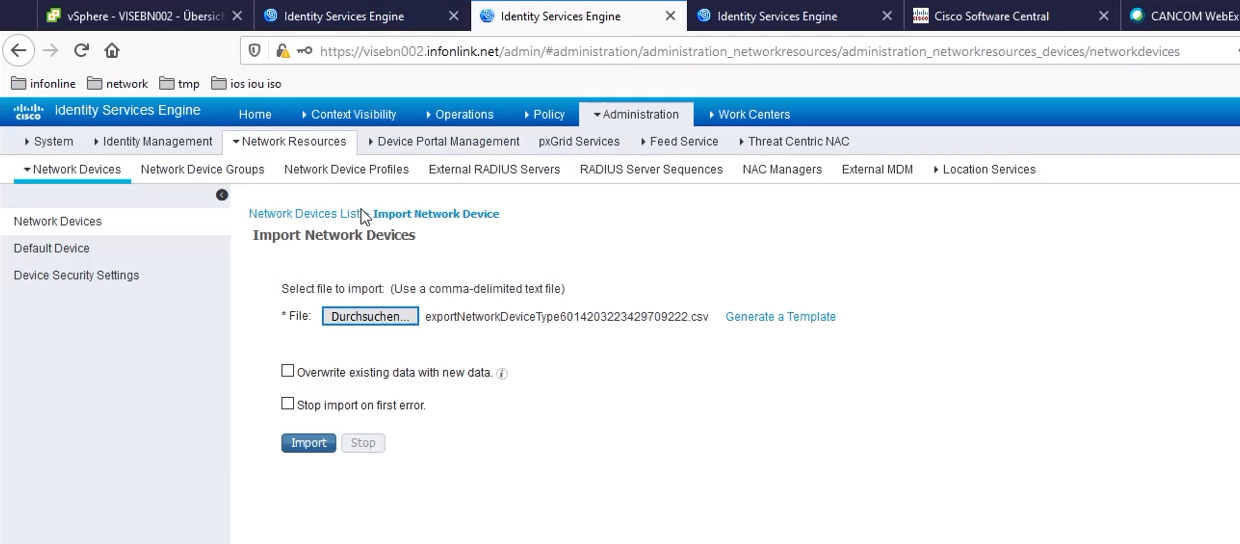 vSphere - VISEBN002 - Übersich
Identity Services Engine
Identity Services Engine
Identity Services Engine
Cisco Software Central
CANCOM WebEx
https://visebn002.infonlink.net/admin/#administration/administration_networkresources/administration_networkresources_devices/networkdevices
infonline
network
tmp
ios iou iso
cisco
Identity Services Engine
Home
Context Visibility
Operations
Policy
Administration
Work Centers
System
Identity Management
Network Resources
Device Portal Management
pxGrid Services
Feed Service
Threat Centric NAC
Network Devices
Network Device Groups
Network Device Profiles
External RADIUS Servers
RADIUS Server Sequences
NAC Managers
External MDM
Location Services
Network Devices
Default Device
Device Security Settings
Network Devices List
Import Network Device
Import Network Devices
Select file to import: (Use a comma-delimited text file)
* File: Durchsuchen... exportNetworkDeviceType6014203223429709222.csv Generate a Template
Overwrite existing data with new data. i
Stop import on first error.
Import
Stop